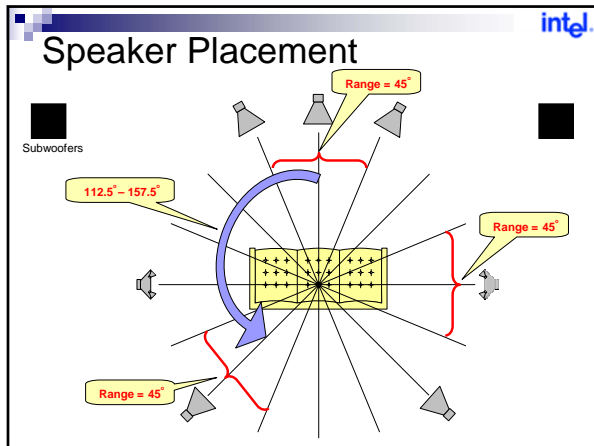 intel.
Speaker Placement
Range = 45°
Subwoofers
112.5°– 157.5°
Range = 45°
Range = 45°